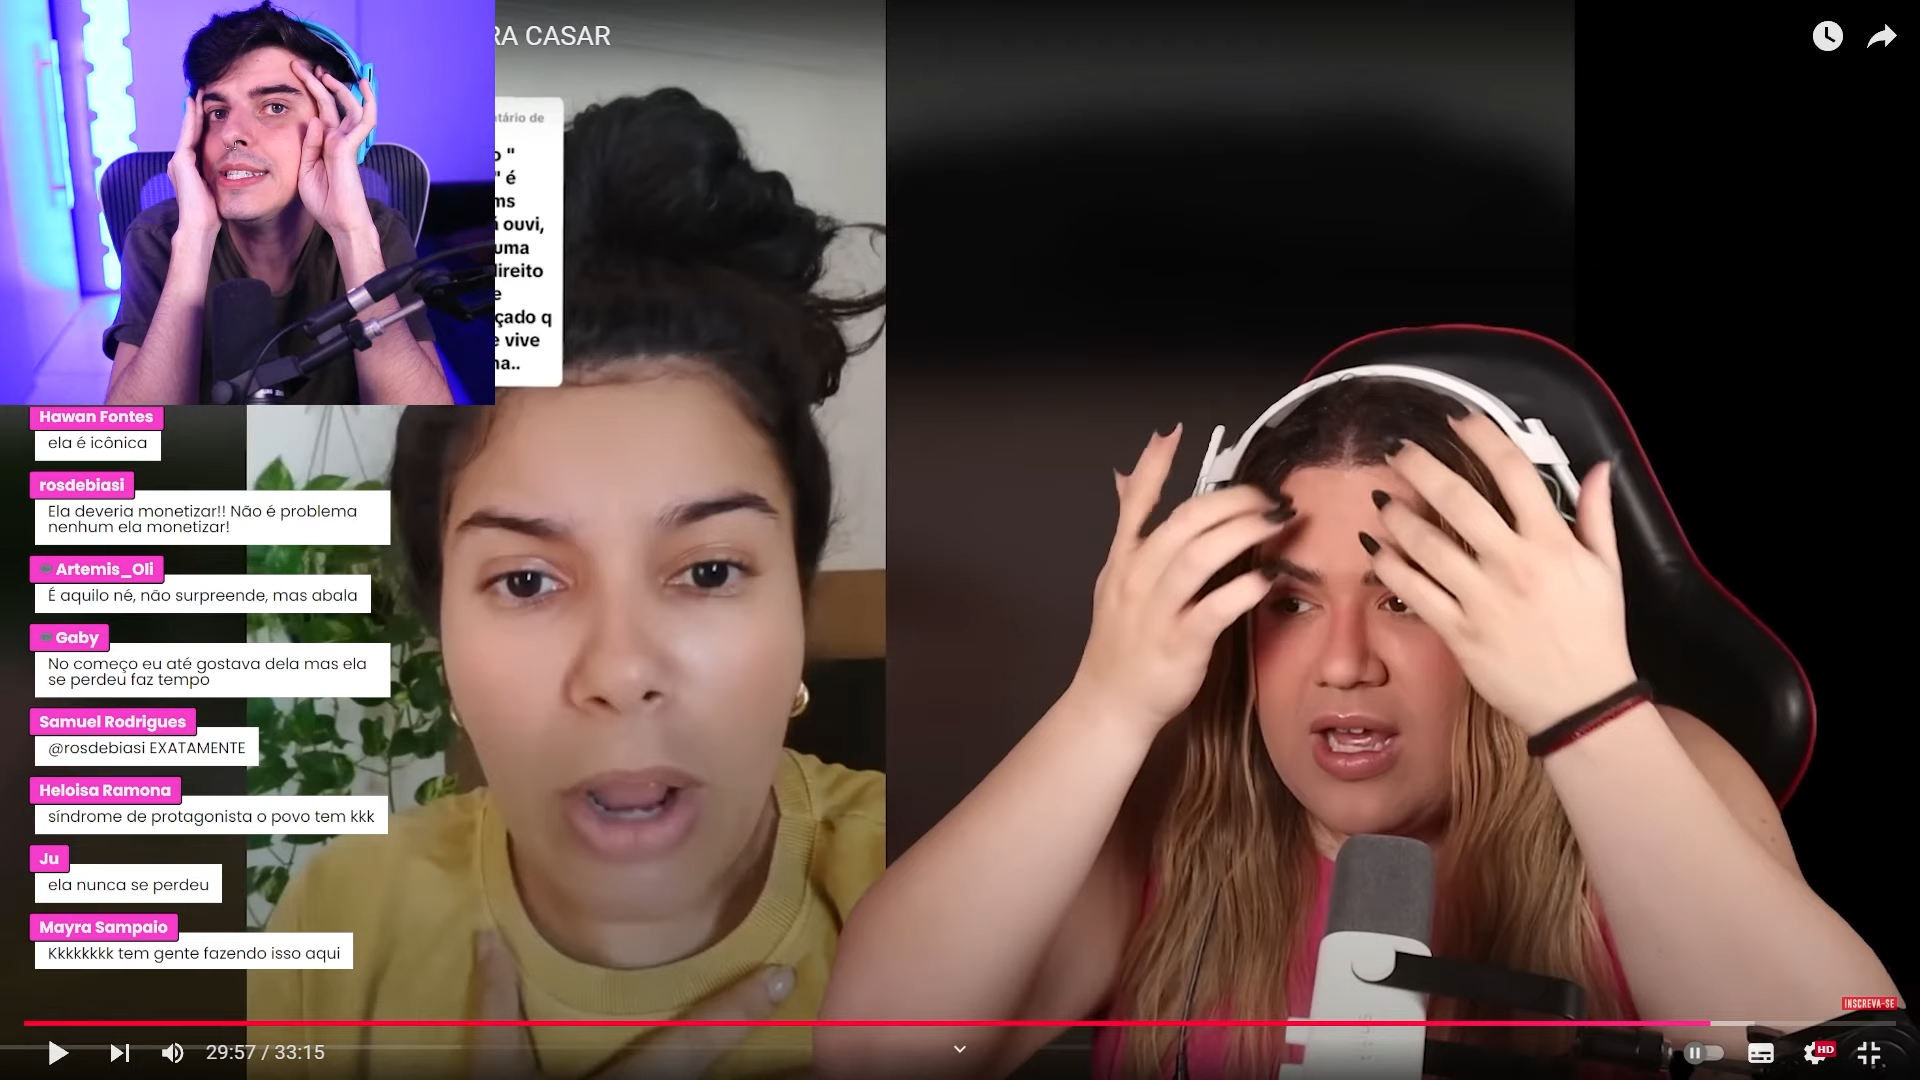 RA CASAR
tário de
o "
" é
ms
á ouvi,
uma
direito
e
çado q
e vive
na..
Hawan Fontes
ela é icônica
rosdebiasi
Ela deveria monetizar!! Não é problema
nenhum ela monetizar!
Artemis_Oli
É aquilo né, não surpreende, mas abala
Gaby
No começo eu até gostava dela mas ela
se perdeu faz tempo
Samuel Rodrigues
@rosdebiasi EXATAMENTE
Heloisa Ramona
síndrome de protagonista o povo tem kkk
Ju
ela nunca se perdeu
Mayra Sampaio
Kkkkkkkk tem gente fazendo isso aqui
INSCREVA-SE
29:57 / 33:15
HD